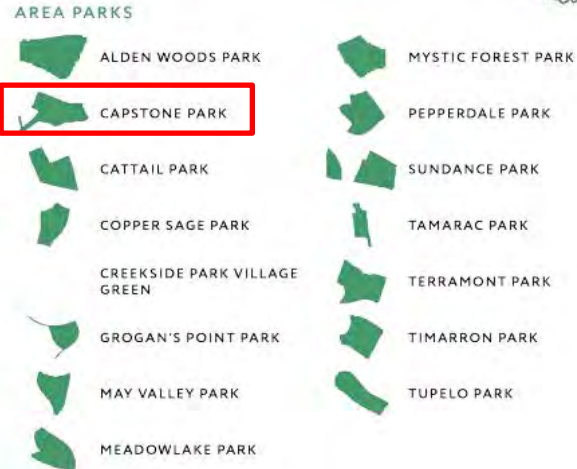 AREA PARKS
ALDEN WOODS PARK
CAPSTONE PARK
CATTAIL PARK
COPPER SAGE PARK
CREEKSIDE PARK VILLAGE
GREEN
GROGAN'S POINT PARK
MAY VALLEY PARK
MEADOWLAKE PARK
MYSTIC FOREST PARK
PEPPERDALE PARK
SUNDANCE PARK
TAMARAC PARK
TERRAMONT PARK
TIMARRON PARK
TUPELO PARK